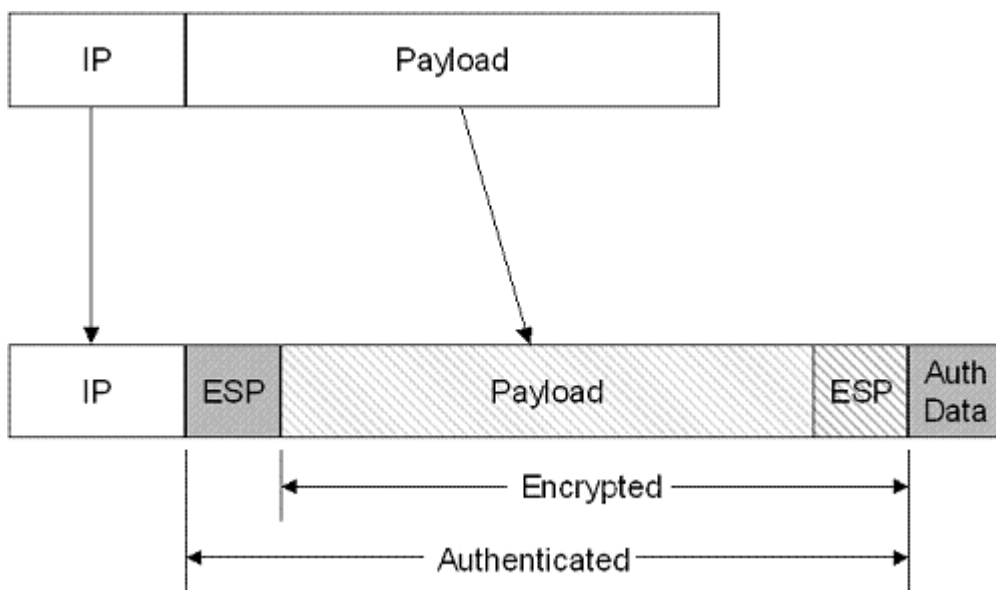 IP
Payload
IP
ESP
Payload
ESP
Auth
Data
Encrypted
Authenticated